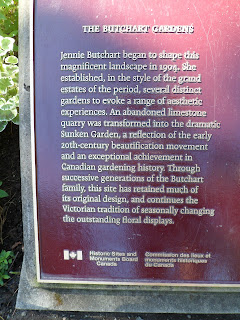 THE BUTCHART GARDENS
Jennie Butchart began to shape this
magnificent landscape in 1904. She
established, in the style of the grand
estates of the period, several distinct
gardens to evoke a range of aesthetic
experiences. An abandoned limestone
quarry was transformed into the dramatic
Sunken Garden, a reflection of the early
20th-century beautification movement
and an exceptional achievement in
Canadian gardening history. Through
successive generations of the Butchart
family, this site has retained much of
its original design, and continues the
Victorian tradition of seasonally changing
the outstanding floral displays.
Historic Sites and
Monuments Board
Canada
Commission des lieux et
monuments historiques
du Canada